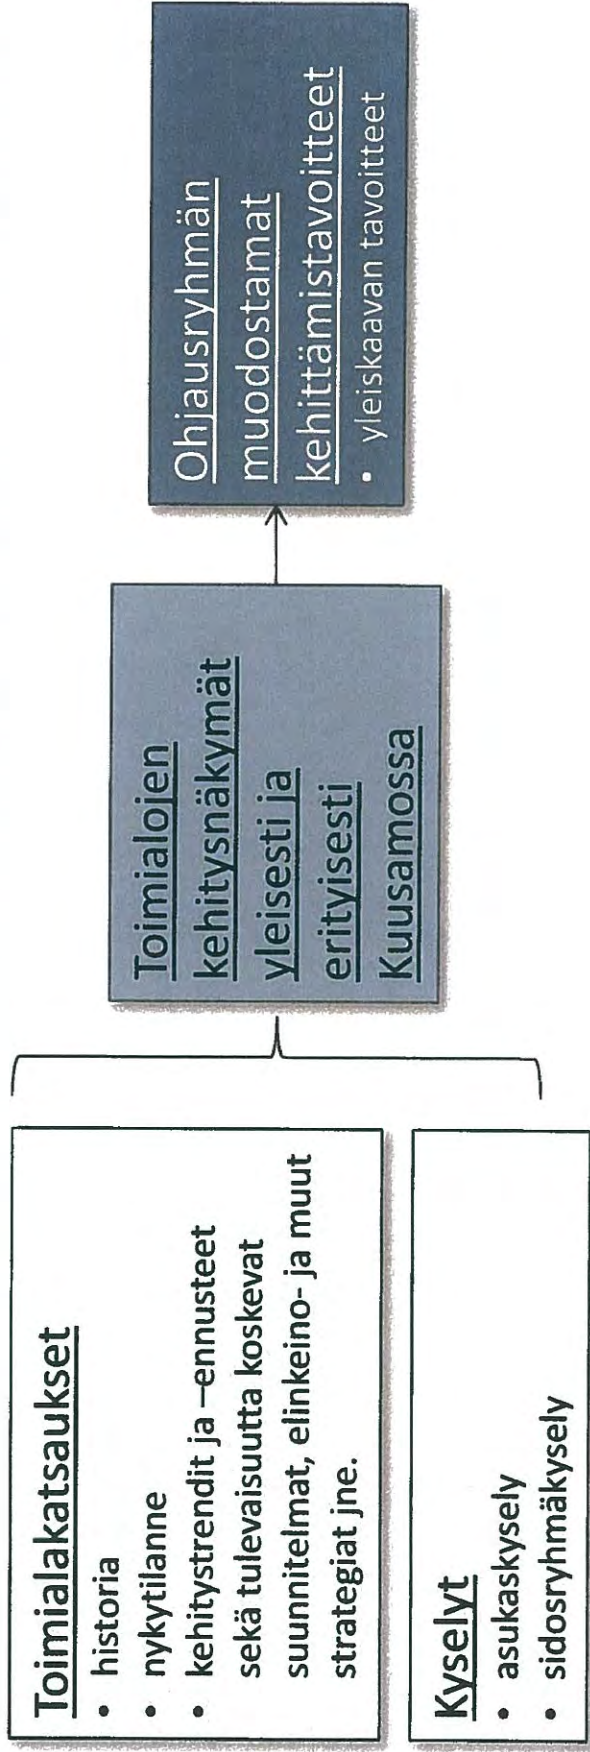 Toimialakatsaukset
• historia
• nykytilanne
• kehitystrendit ja –ennusteet
sekä tulevaisuutta koskevat
suunnitelmat, elinkeino- ja muut
strategiat jne.
Kyselyt
• asukaskysely
• sidosryhmäkysely
Toimialojen
kehitysnäkymät
yleisesti ja
erityisesti
Kuusamossa
Ohjausryhmän
muodostamat
kehittämistavoitteet
• yleiskaavan tavoitteet